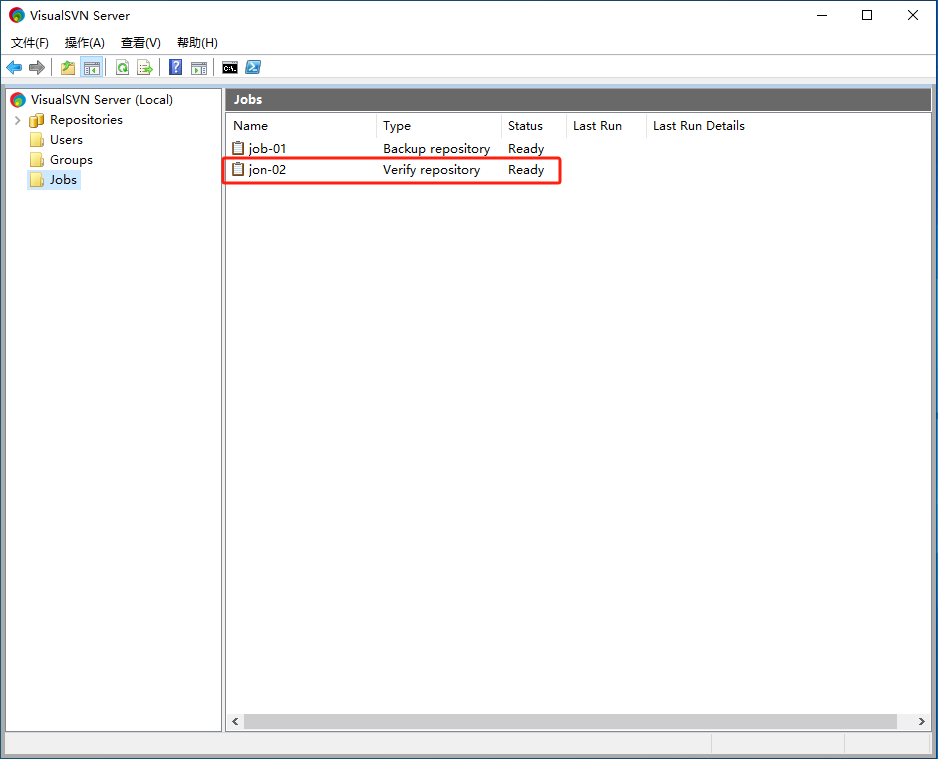 VisualSVN Server
文件(F) 操作(A) 查看(V) 帮助(H)
VisualSVN Server (Local)
Repositories
Users
Groups
Jobs
Jobs
Name Type Status Last Run Last Run Details
job-01 Backup repository Ready
jon-02 Verify repository Ready